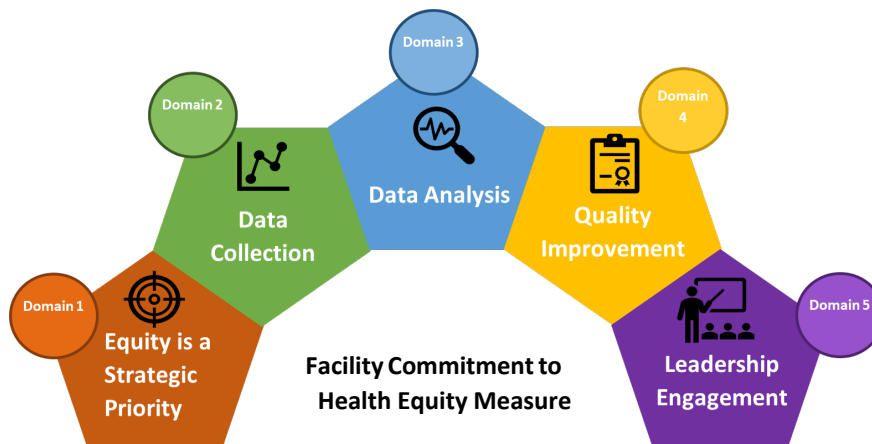 Domain 1
Equity is a
Strategic
Priority
Domain 2
Data
Collection
Domain 3
Data Analysis
Domain
4
Quality
Improvement
Domain 5
Leadership
Engagement
Facility Commitment to
Health Equity Measure